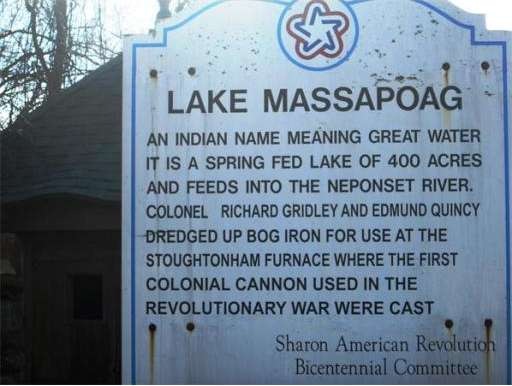 LAKE MASSAPOAG
AN INDIAN NAME MEANING GREAT WATER
IT IS A SPRING FED LAKE OF 400 ACRES
AND FEEDS INTO THE NEPONSET RIVER.
COLONEL RICHARD GRIDLEY AND EDMUND QUINCY
DREDGED UP BOG IRON FOR USE AT THE
STOUGHTONHAM FURNACE WHERE THE FIRST
COLONIAL CANNON USED IN THE
REVOLUTIONARY WAR WERE CAST
Sharon American Revolution
Bicentennial Committee